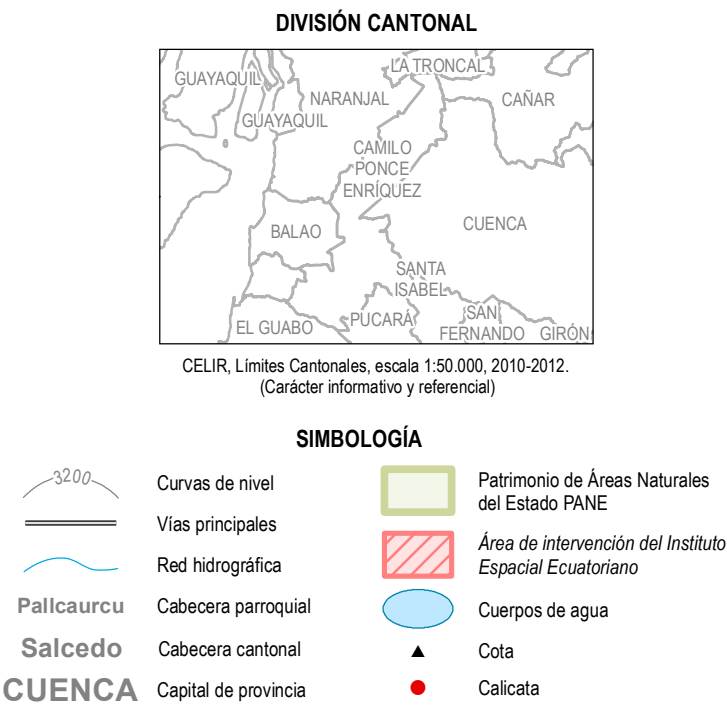 DIVISIÓN CANTONAL
GUAYAQUIL
LA TRONCAL
NARANJAL
CAÑAR
GUAYAQUIL
CAMILO
PONCE
ENRÍQUEZ
BALAO
CUENCA
SANTA
ISABEL
EL GUABO
PUCARÁ
SAN
FERNANDO
GIRÓN
CELIR, Límites Cantonales, escala 1:50.000, 2010-2012.
(Carácter informativo y referencial)
SIMBOLOGÍA
3200
Curvas de nivel
Vías principales
Red hidrográfica
Pallcaurcu
Cabecera parroquial
Salcedo
Cabecera cantonal
CUENCA
Capital de provincia
Patrimonio de Áreas Naturales
del Estado PANE
Área de intervención del Instituto
Espacial Ecuatoriano
Cuerpos de agua
Cota
Calicata